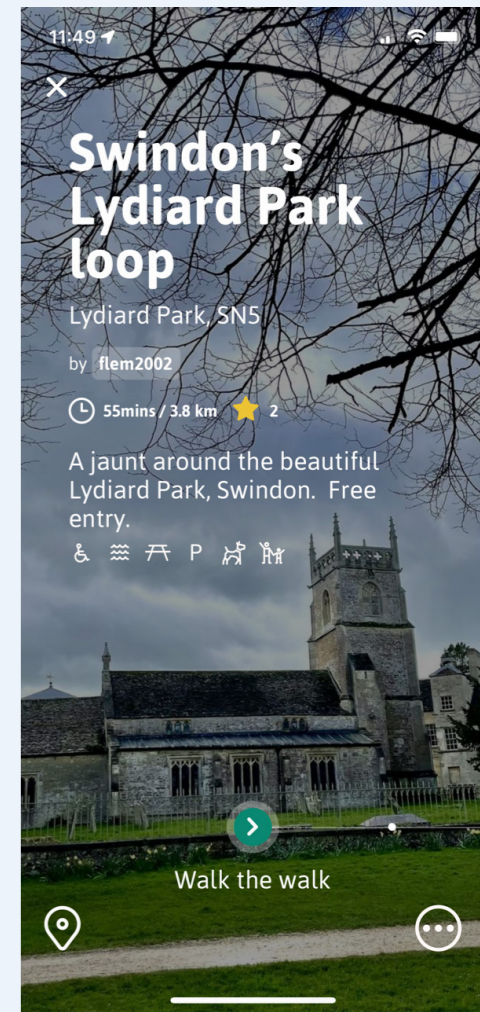 11:49
Swindon's
Lydiard Park
loop
Lydiard Park, SN5
by flem2002
55mins / 3.8 km 2
A jaunt around the beautiful
Lydiard Park, Swindon.  Free
entry.
P
Walk the walk